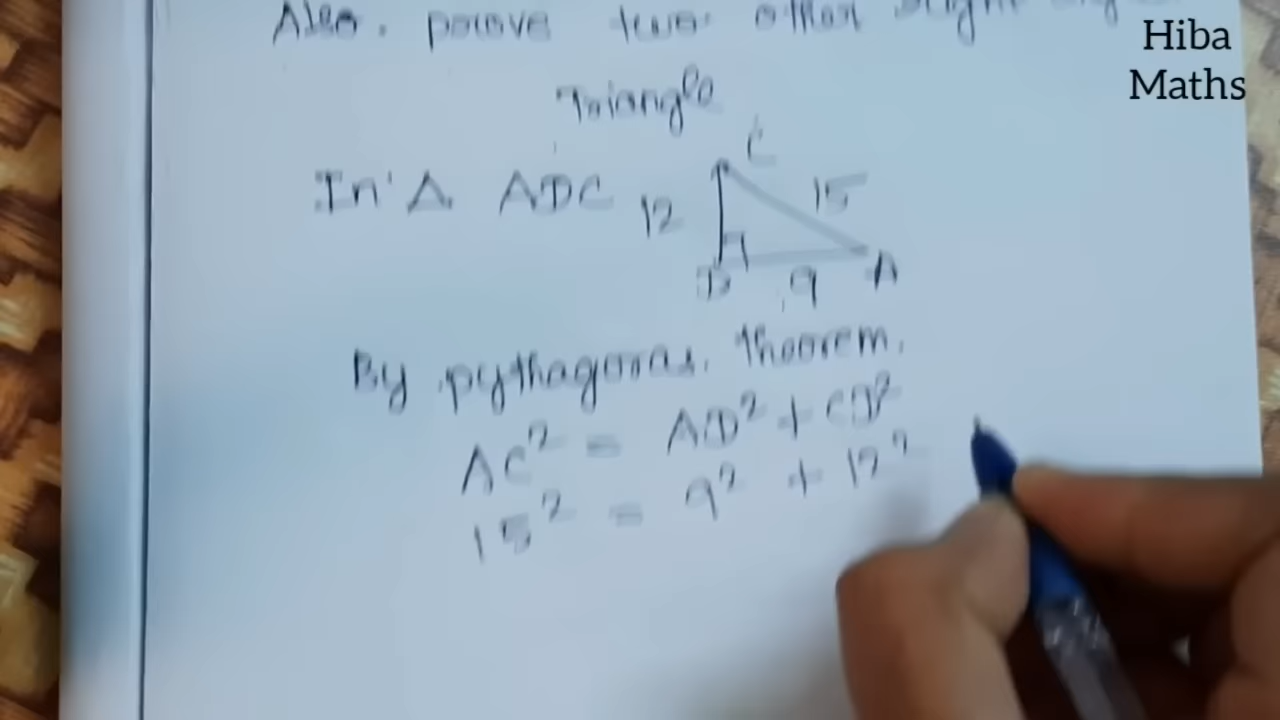 Also. prove two other right
Hiba
Maths
Triangle
In Δ ADC
C
12
15
D
9
A
By pythagoras. Theorem.
AC² = AD² + CD²
15² = 9² + 12²